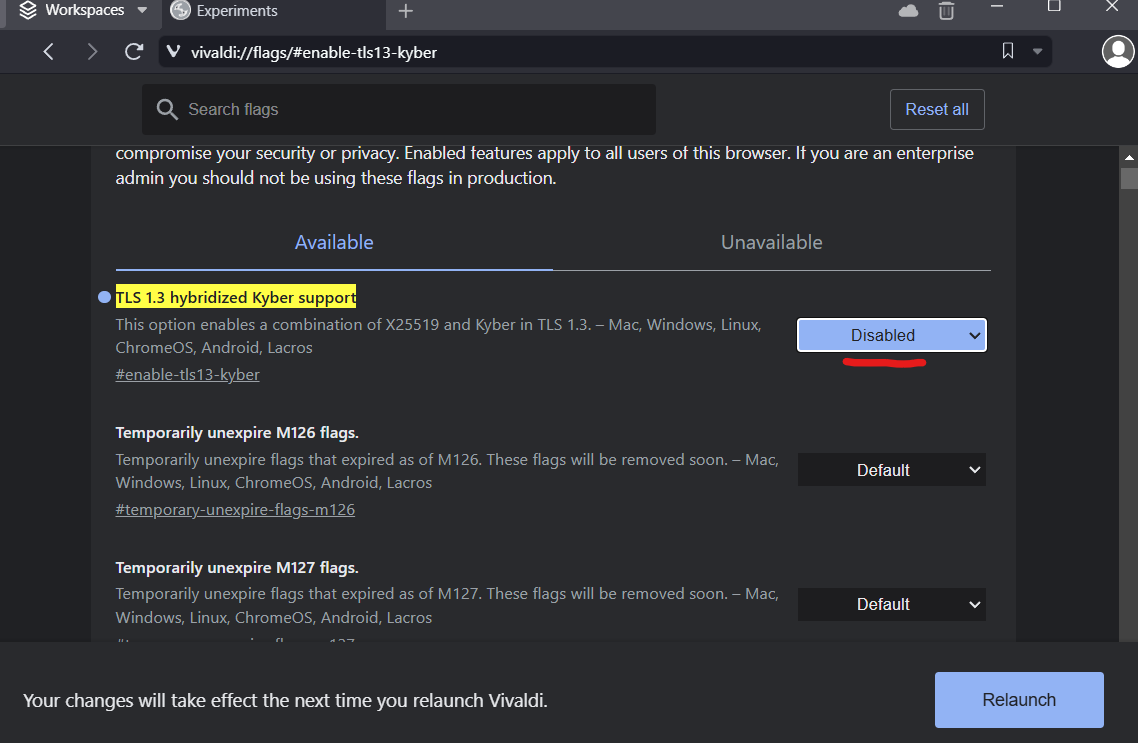 Workspaces
Experiments
vivaldi://flags/#enable-tls13-kyber
Search flags
Reset all
compromise your security or privacy. Enabled features apply to all users of this browser. If you are an enterprise
admin you should not be using these flags in production.
Available
Unavailable
TLS 1.3 hybridized Kyber support
This option enables a combination of X25519 and Kyber in TLS 1.3. – Mac, Windows, Linux,
ChromeOS, Android, Lacros
#enable-tls13-kyber
Disabled
Temporarily unexpire M126 flags.
Temporarily unexpire flags that expired as of M126. These flags will be removed soon. – Mac,
Windows, Linux, ChromeOS, Android, Lacros
#temporary-unexpire-flags-m126
Default
Temporarily unexpire M127 flags.
Temporarily unexpire flags that expired as of M127. These flags will be removed soon. – Mac,
Windows, Linux, ChromeOS, Android, Lacros
Default
Your changes will take effect the next time you relaunch Vivaldi.
Relaunch